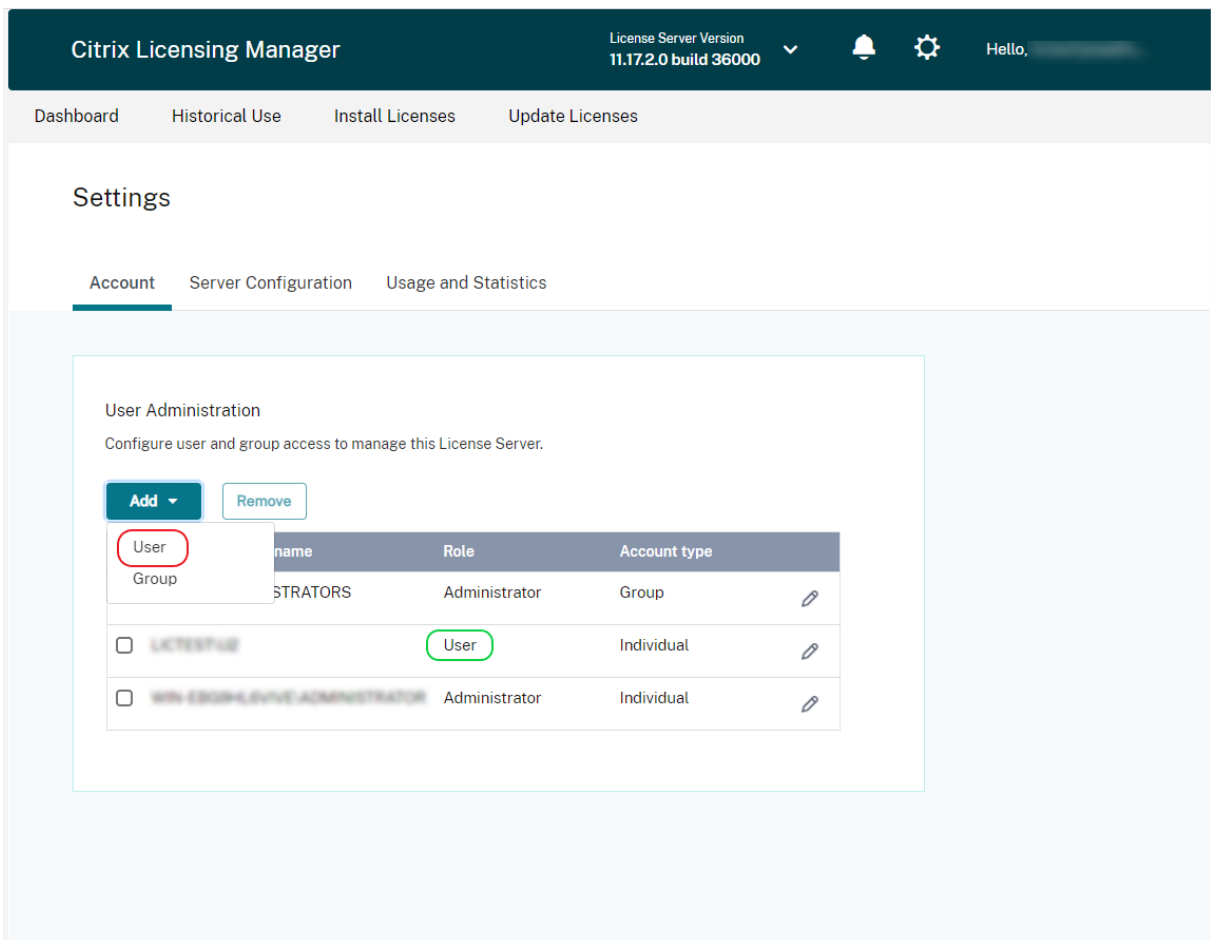 Citrix Licensing Manager
License Server Version
11.17.2.0 build 36000
Hello,
Dashboard Historical Use Install Licenses Update Licenses
Settings
Account Server Configuration Usage and Statistics
User Administration
Configure user and group access to manage this License Server.
Add Remove
User
Group
name Role Account type
STRATORS Administrator Group
User Individual
Administrator Individual